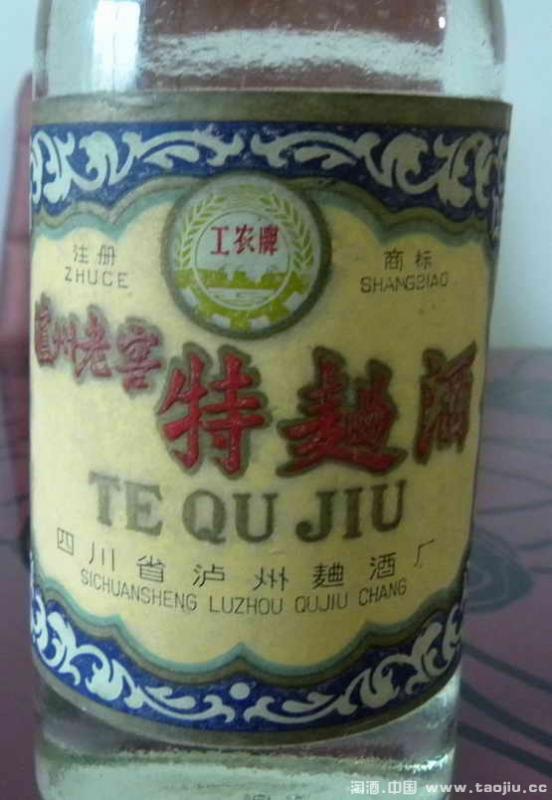 工农牌
注册
ZHUCE
商标
SHANGBIAO
瀘州老窖
特麯酒
TE QU JIU
四川省泸州麯酒厂
SICHUANSHENG LUZHOU QUJIU CHANG
淘酒.中国 www.taojiu.cc